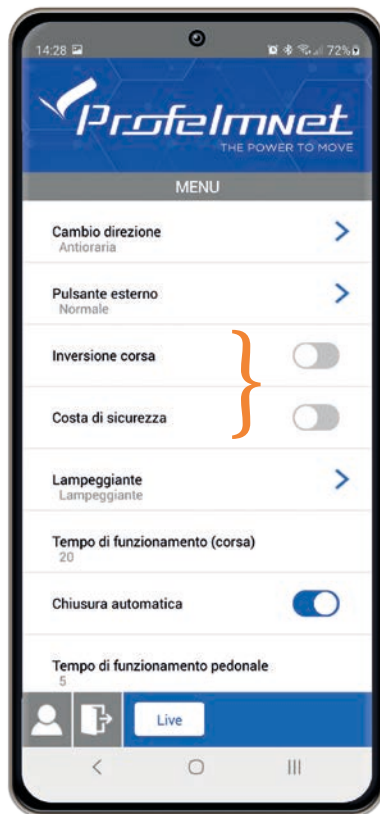 14:28 72%
Profelmnet
THE POWER TO MOVE
MENU
Cambio direzione
Antioraria
Pulsante esterno
Normale
Inversione corsa
Costa di sicurezza
Lampeggiante
Lampeggiante
Tempo di funzionamento (corsa)
20
Chiusura automatica
Tempo di funzionamento pedonale
5
Live